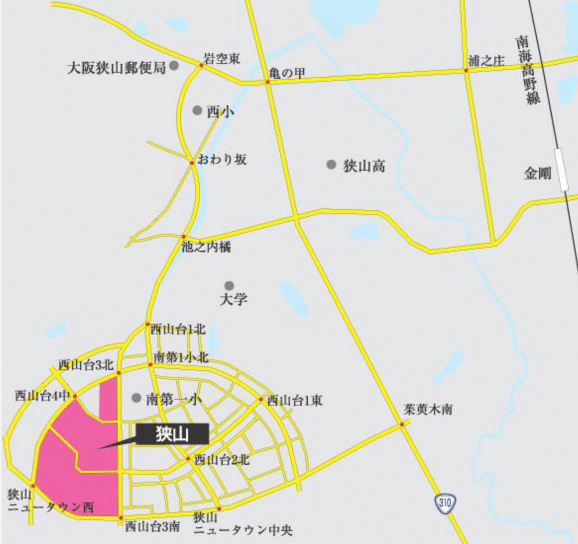 岩空東
大阪狭山郵便局
亀の甲
浦之庄
南海高野線
西小
おわり坂
狭山高
金剛
池之内橋
大学
西山台1北
南第1小北
西山台3北
西山台4中
南第一小
西山台1東
茱萸木南
狭山
西山台2北
狭山
ニュータウン西
西山台3南
狭山
ニュータウン中央
310